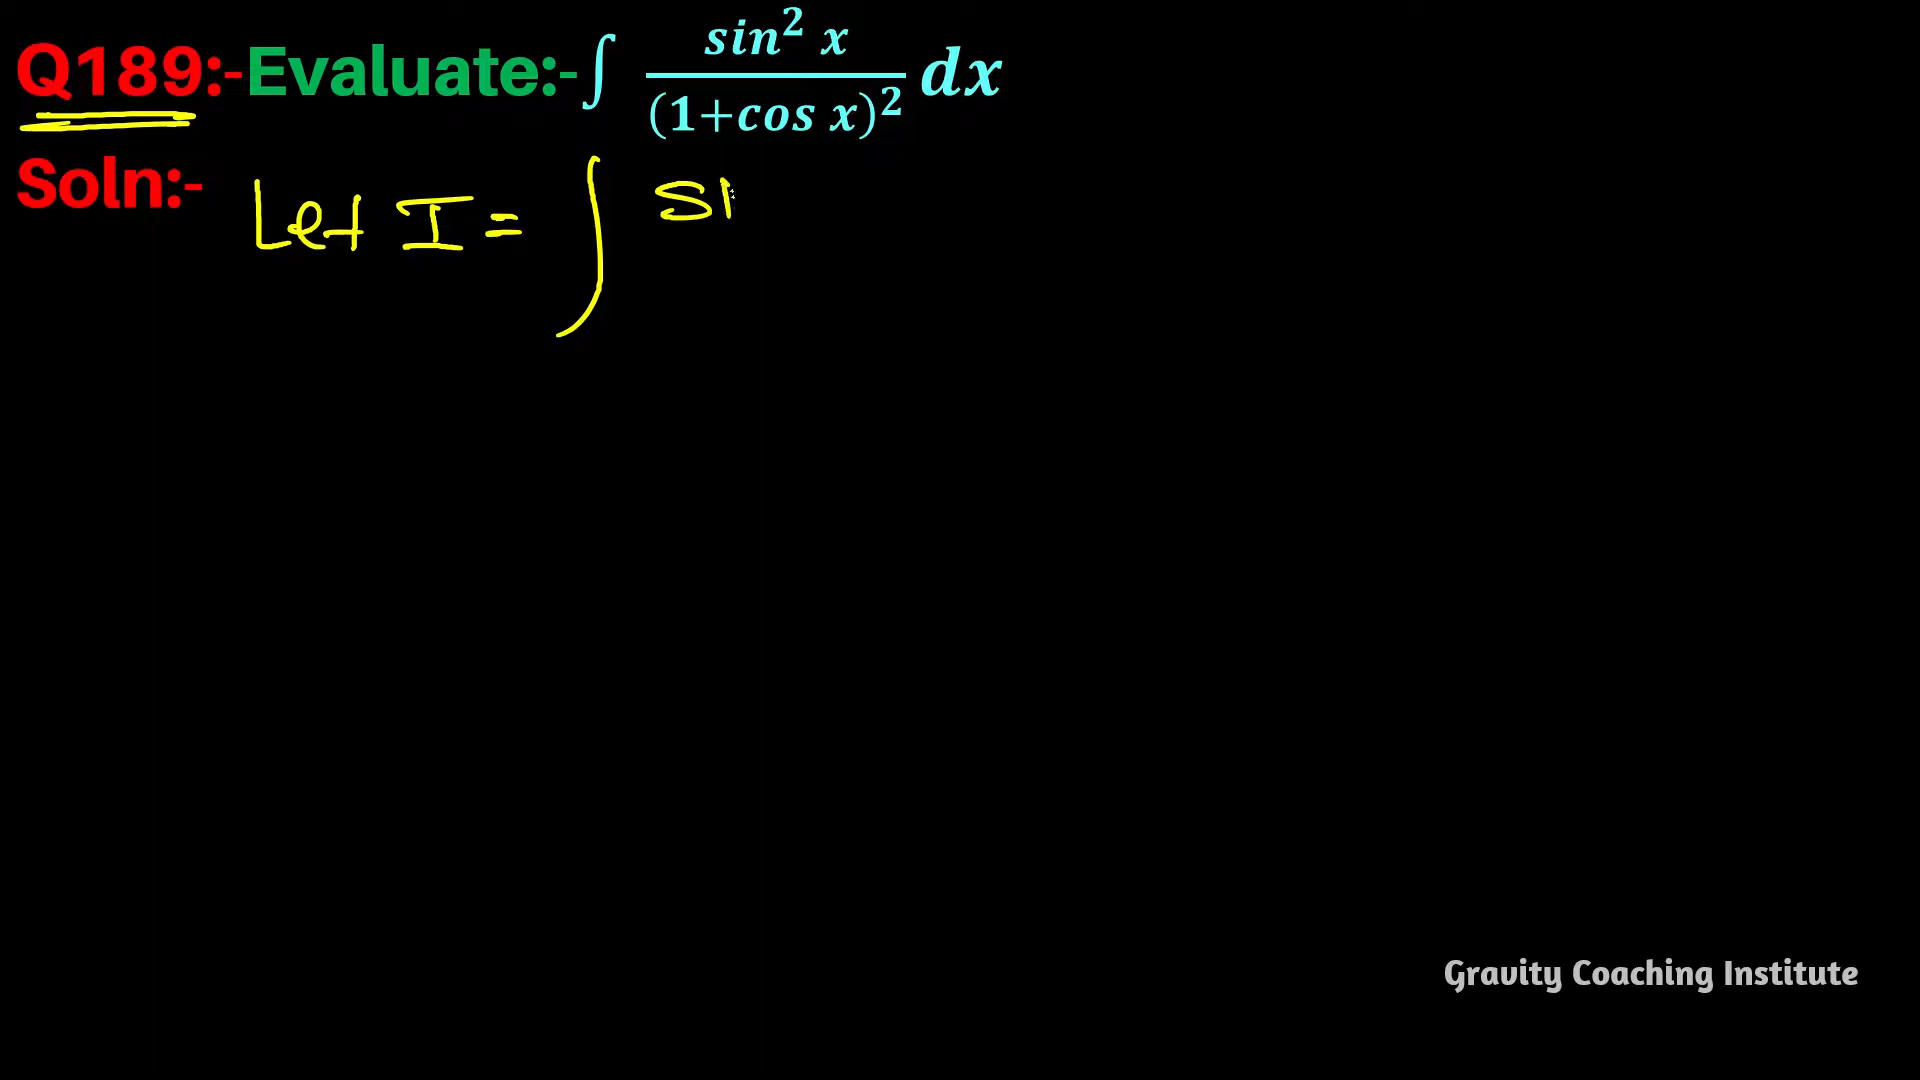 Q189:-Evaluate:-∫ sin² x / (1+cos x)² dx
Soln:- Let I = ∫ SI
Gravity Coaching Institute